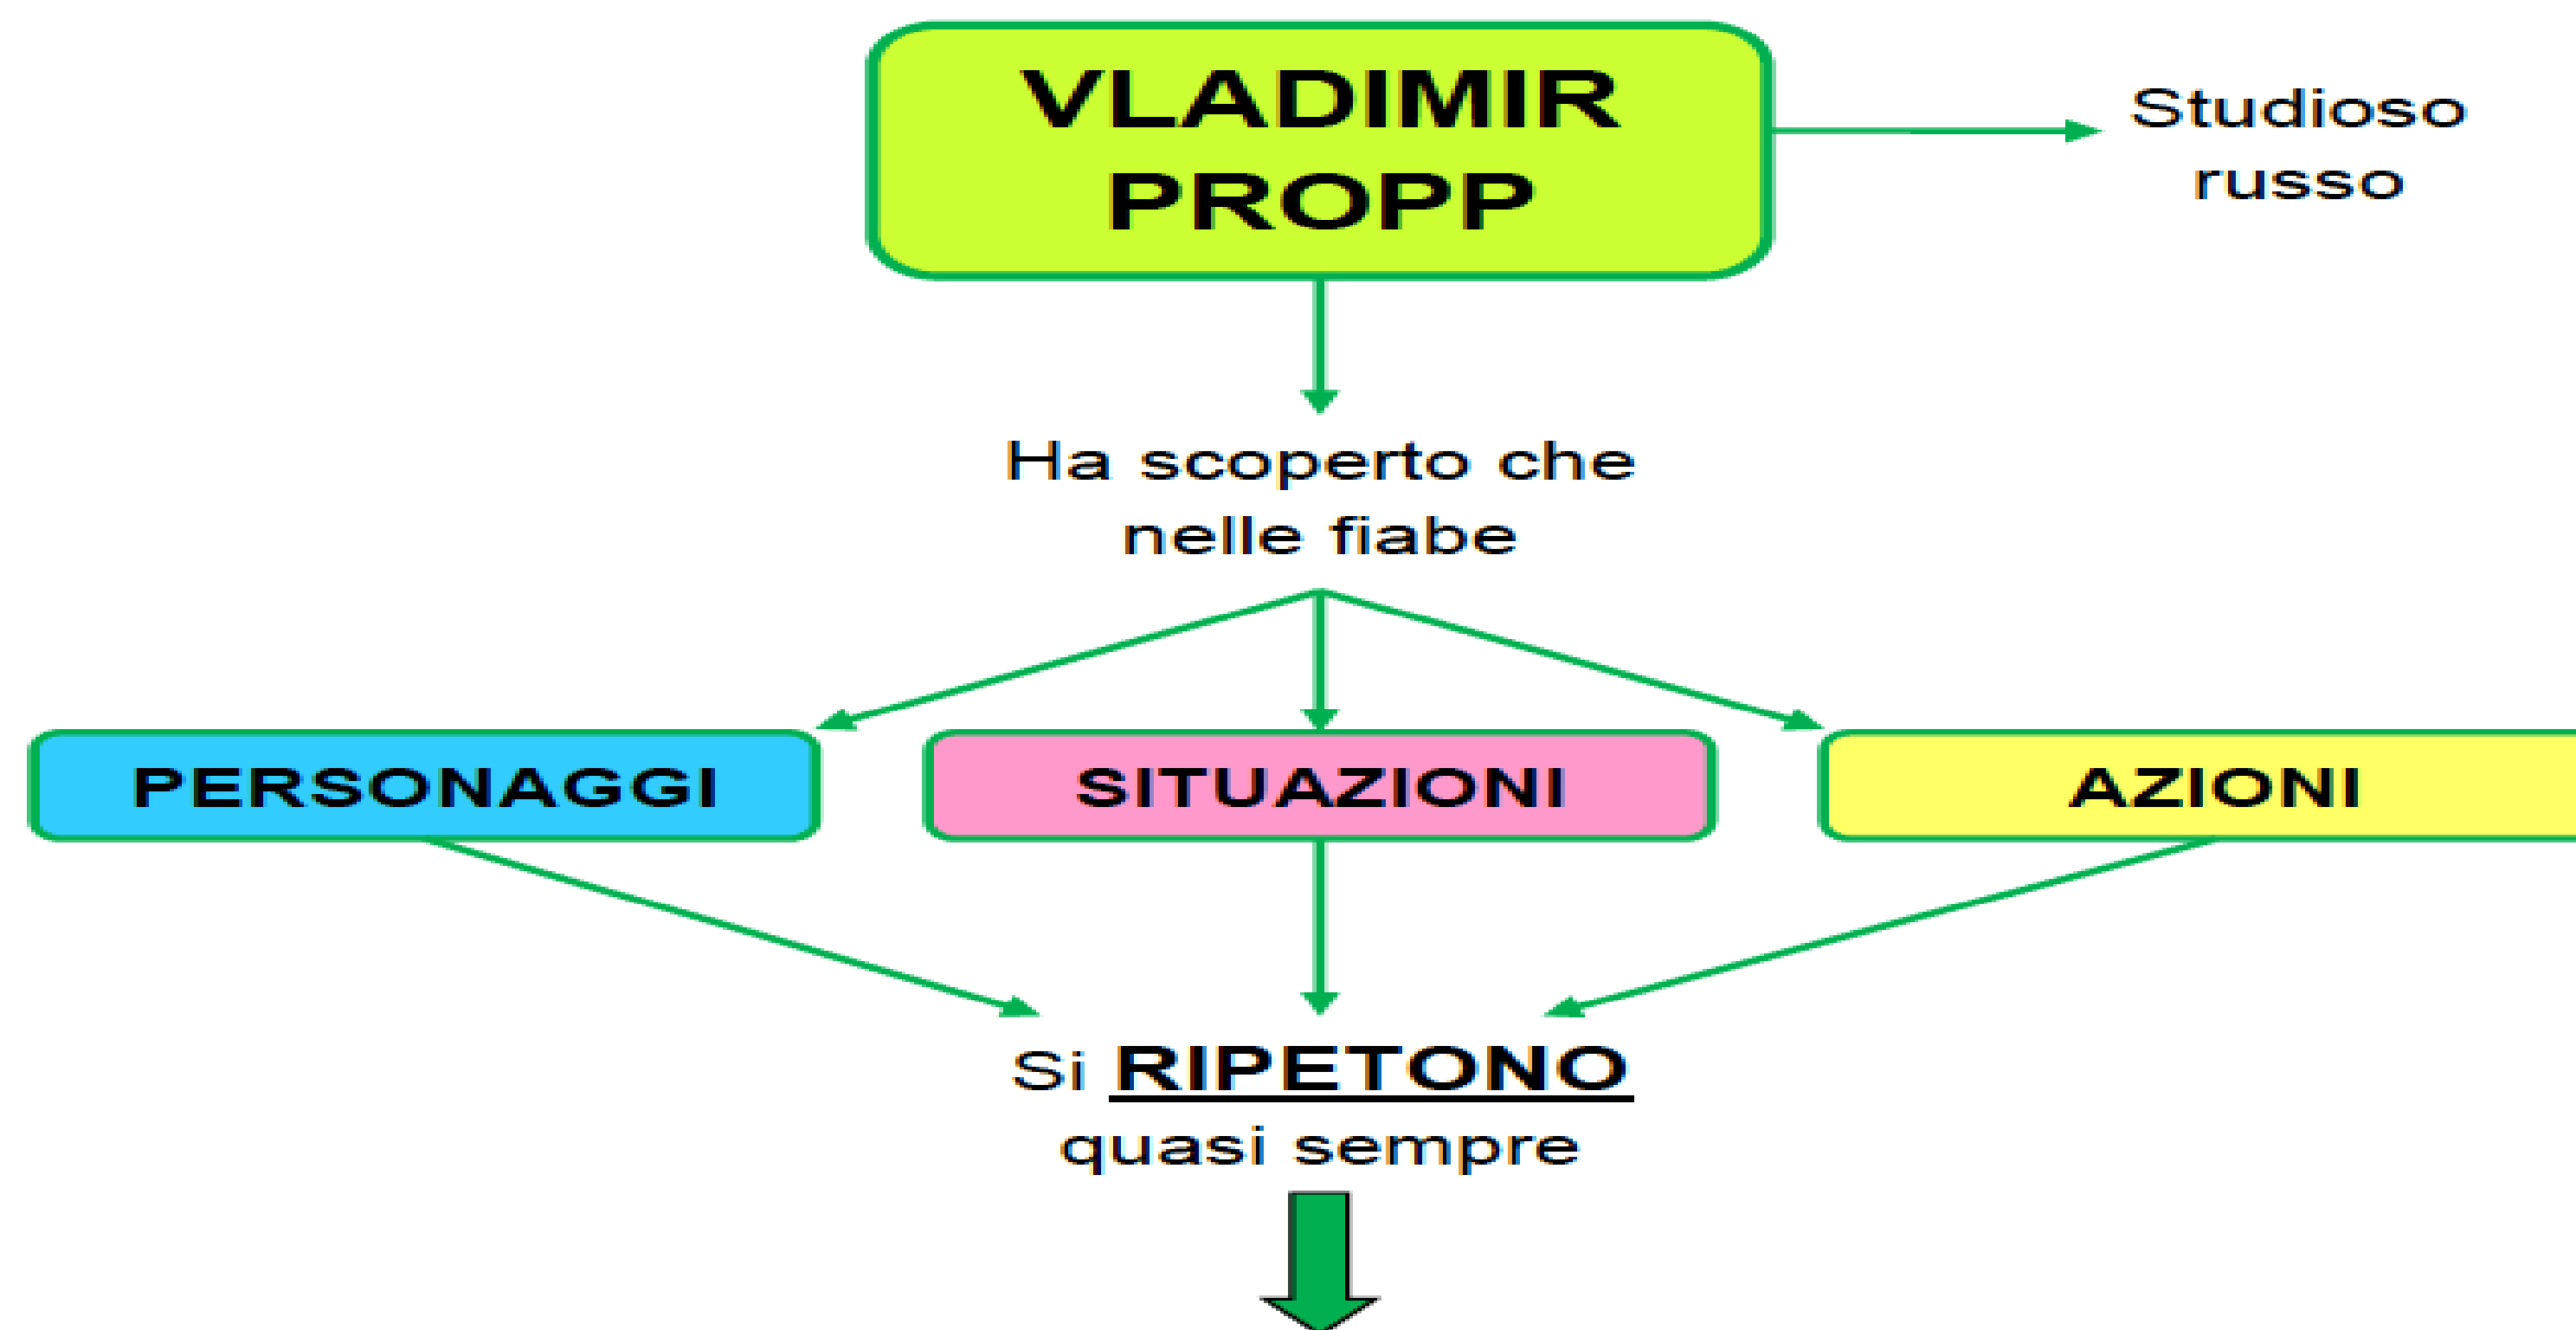 VLADIMIR
PROPP
Studioso
russo
Ha scoperto che
nelle fiabe
PERSONAGGI
SITUAZIONI
AZIONI
Si RIPETONO
quasi sempre